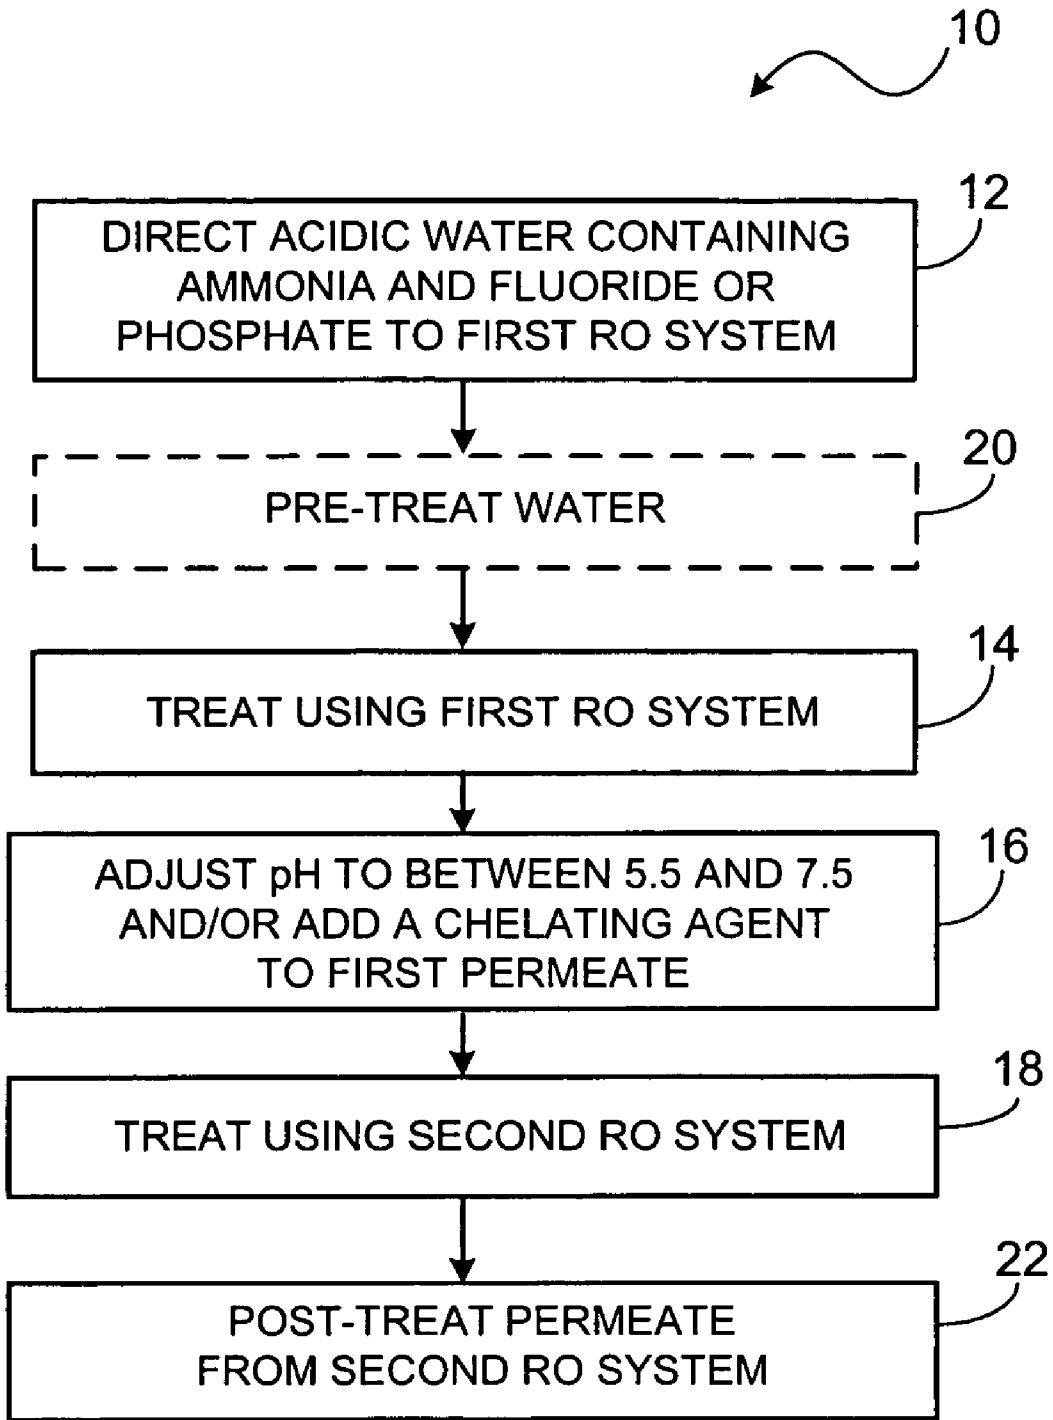 10
12
DIRECT ACIDIC WATER CONTAINING
AMMONIA AND FLUORIDE OR
PHOSPHATE TO FIRST RO SYSTEM
20
PRE-TREAT WATER
14
TREAT USING FIRST RO SYSTEM
16
ADJUST pH TO BETWEEN 5.5 AND 7.5
AND/OR ADD A CHELATING AGENT
TO FIRST PERMEATE
18
TREAT USING SECOND RO SYSTEM
22
POST-TREAT PERMEATE
FROM SECOND RO SYSTEM